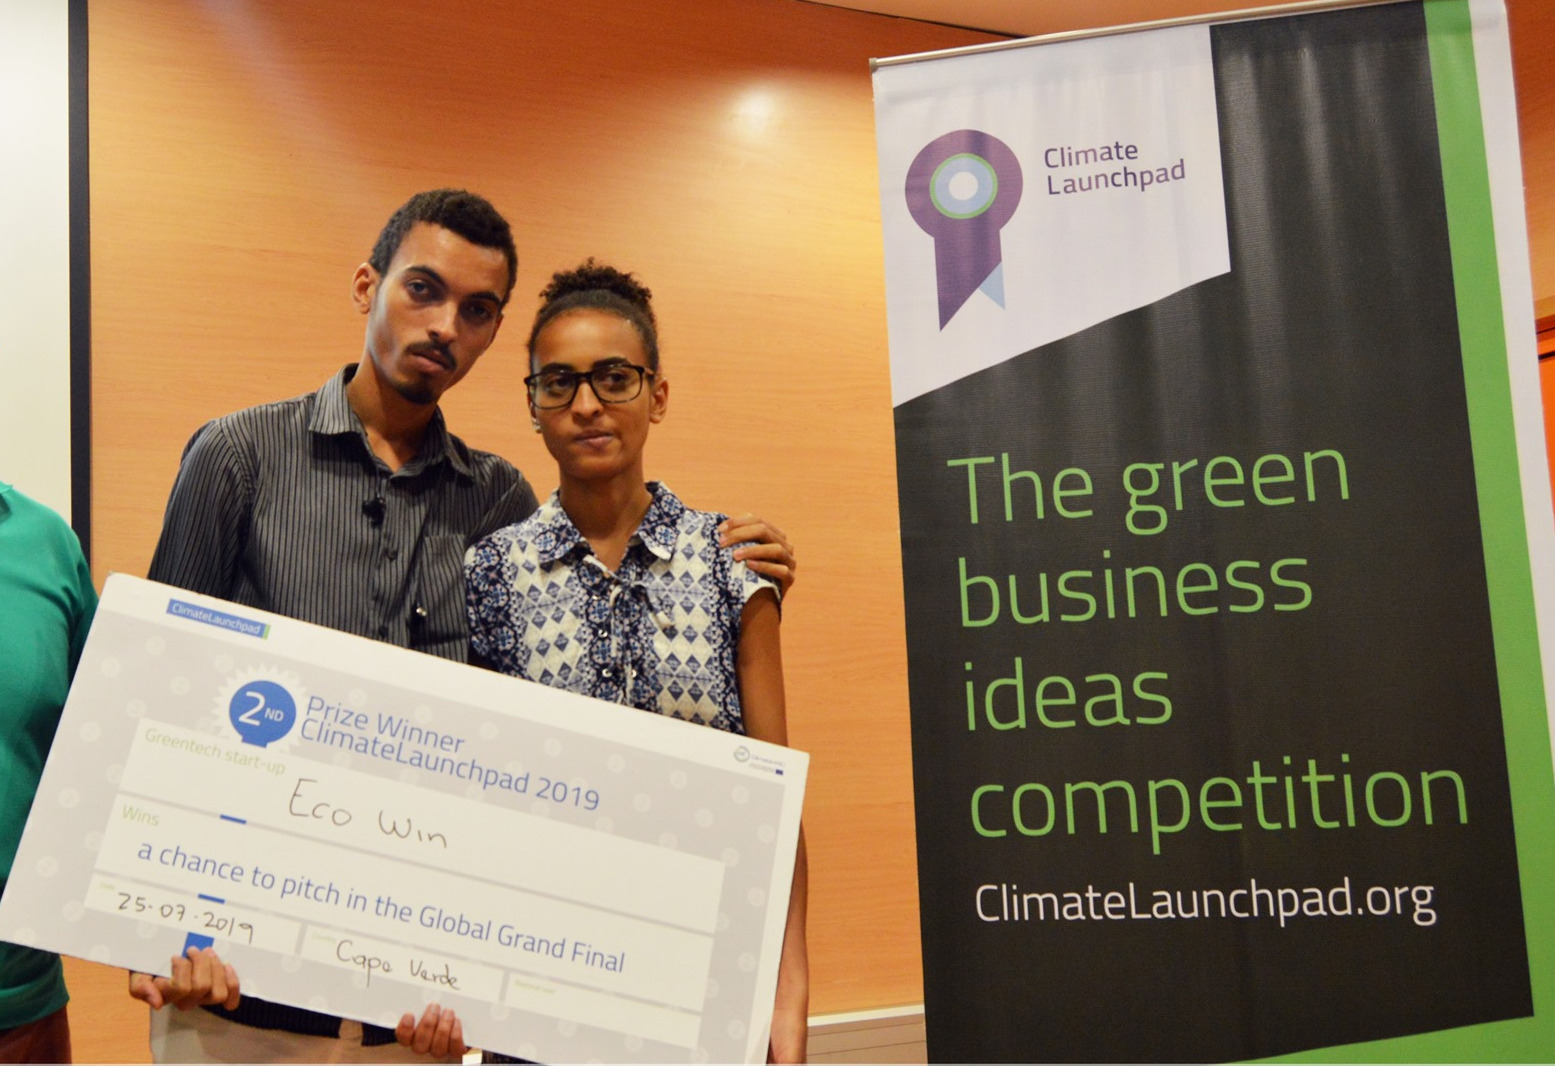 Climate
Launchpad
The green
business
ideas
competition
ClimateLaunchpad.org
ClimateLaunchpad
2ND
Prize Winner
ClimateLaunchpad 2019
Greentech start-up
Eco Win
Wins
a chance to pitch in the Global Grand Final
25-07-2019
Cape Verde